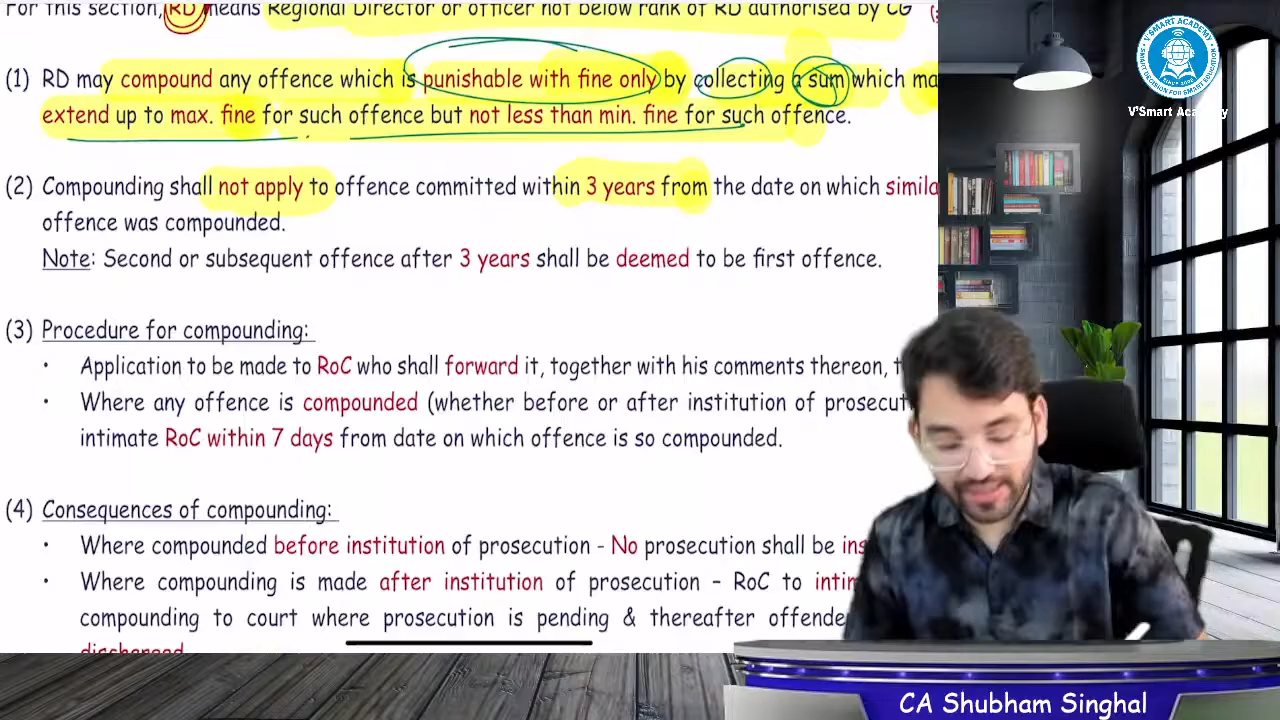 For this section, RD means Regional Director or officer not below rank of RD authorised by CG
(1) RD may compound any offence which is punishable with fine only by collecting a sum which ma
extend up to max. fine for such offence but not less than min. fine for such offence.
(2) Compounding shall not apply to offence committed within 3 years from the date on which simila
offence was compounded.
Note: Second or subsequent offence after 3 years shall be deemed to be first offence.
(3) Procedure for compounding:
• Application to be made to RoC who shall forward it, together with his comments thereon, t
• Where any offence is compounded (whether before or after institution of prosecut
intimate RoC within 7 days from date on which offence is so compounded.
(4) Consequences of compounding:
• Where compounded before institution of prosecution - No prosecution shall be ins
• Where compounding is made after institution of prosecution – RoC to intim
compounding to court where prosecution is pending & thereafter offende
discharged
V'SMART ACADEMY
V'Smart Academy
CA Shubham Singhal